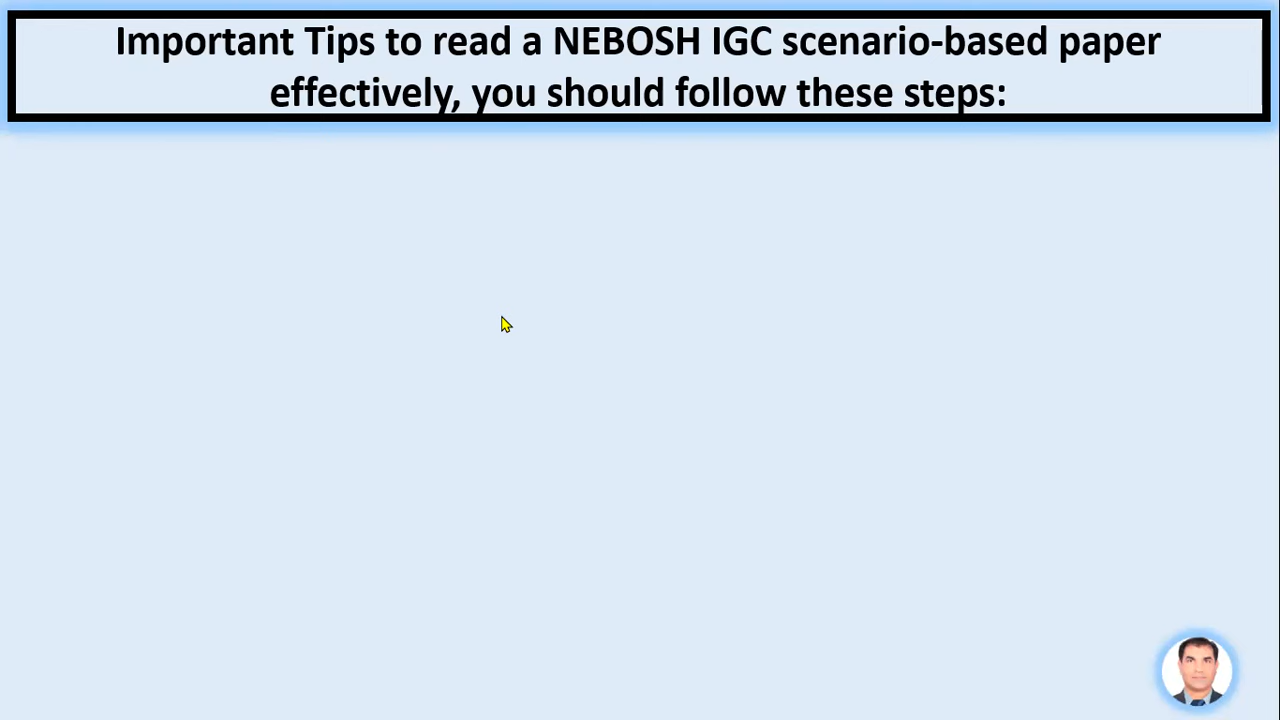 Important Tips to read a NEBOSH IGC scenario-based paper
effectively, you should follow these steps: